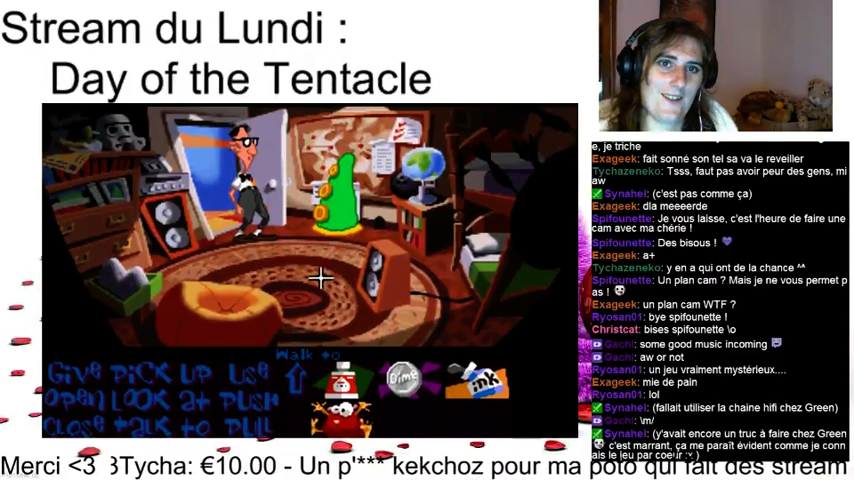 Stream du Lundi :
Day of the Tentacle
e, je triche
Exageek: fait sonné son tel sa va le reveiller
Tychazeneko: Tsss, faut pas avoir peur des gens, mi
aw
Synahel: (c'est pas comme ça)
Exageek: dla meeeerde
Spifounette: Je vous laisse, c'est l'heure de faire une
cam avec ma chérie !
Spifounette: Des bisous !
Exageek: a+
Tychazeneko: y en a qui ont de la chance ^^
Spifounette: Un plan cam ? Mais je ne vous permet p
as !
Exageek: un plan cam WTF ?
Ryosan01: bye spifounette !
Christcat: bises spifounette \o
Gachi: some good music incoming
Gachi: aw or not
Ryosan01: un jeu vraiment mystérieux....
Exageek: mie de pain
Ryosan01: lol
Synahel: (fallait utiliser la chaine hifi chez Green)
Gachi: \m/
Synahel: (y'avait encore un truc à faire chez Green
c'est marrant, ça me paraît évident comme je conn
ais le jeu par coeur :x )
Walk to
Give Pick up Use
Open Look at Push
Close Talk to Pull
Dime
ink
Merci <3 3Tycha: €10.00 - Un p'*** kekchoz pour ma poto qui fait des stream